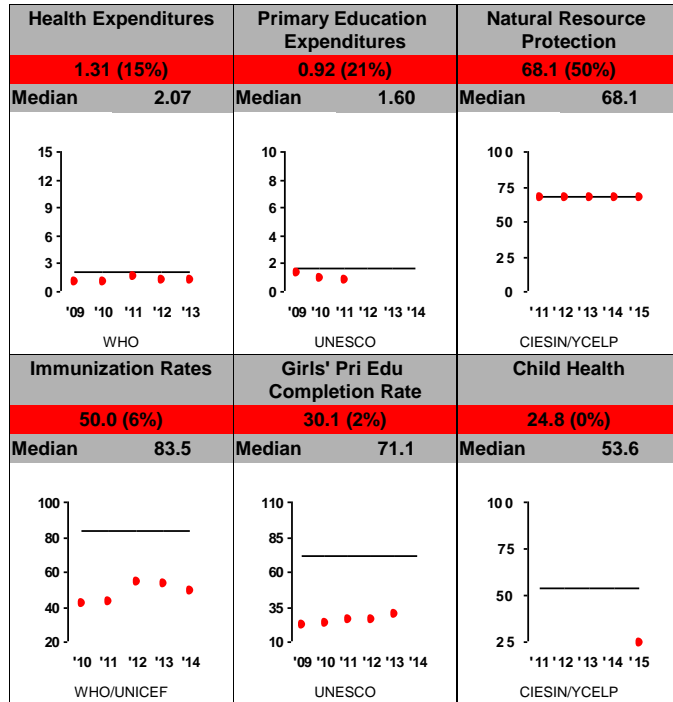 Health Expenditures
1.31 (15%)
Median 2.07
15
12
9
6
3
0
'09 '10 '11 '12 '13
WHO
Primary Education
Expenditures
0.92 (21%)
Median 1.60
10
8
6
4
2
0
'09 '10 '11 '12 '13 '14
UNESCO
Natural Resource
Protection
68.1 (50%)
Median 68.1
100
75
50
25
0
'11 '12 '13 '14 '15
CIESIN/YCELP
Immunization Rates
50.0 (6%)
Median 83.5
100
80
60
40
20
'10 '11 '12 '13 '14
WHO/UNICEF
Girls' Pri Edu
Completion Rate
30.1 (2%)
Median 71.1
110
85
60
35
10
'09 '10 '11 '12 '13 '14
UNESCO
Child Health
24.8 (0%)
Median 53.6
100
75
50
25
'11 '12 '13 '14 '15
CIESIN/YCELP